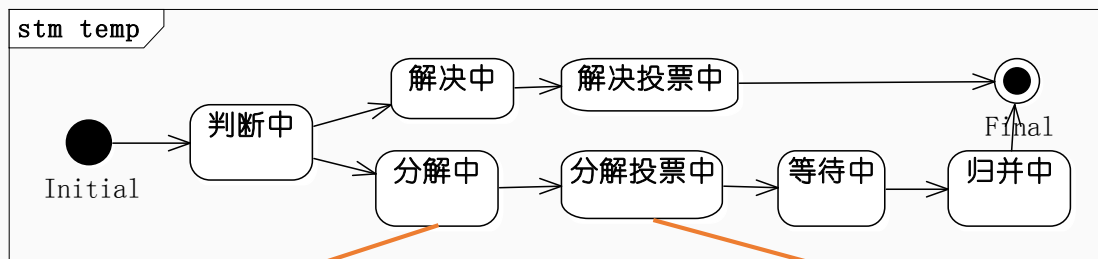 stm temp
解决中
解决投票中
判断中
Initial
Final
分解中
分解投票中
等待中
归并中